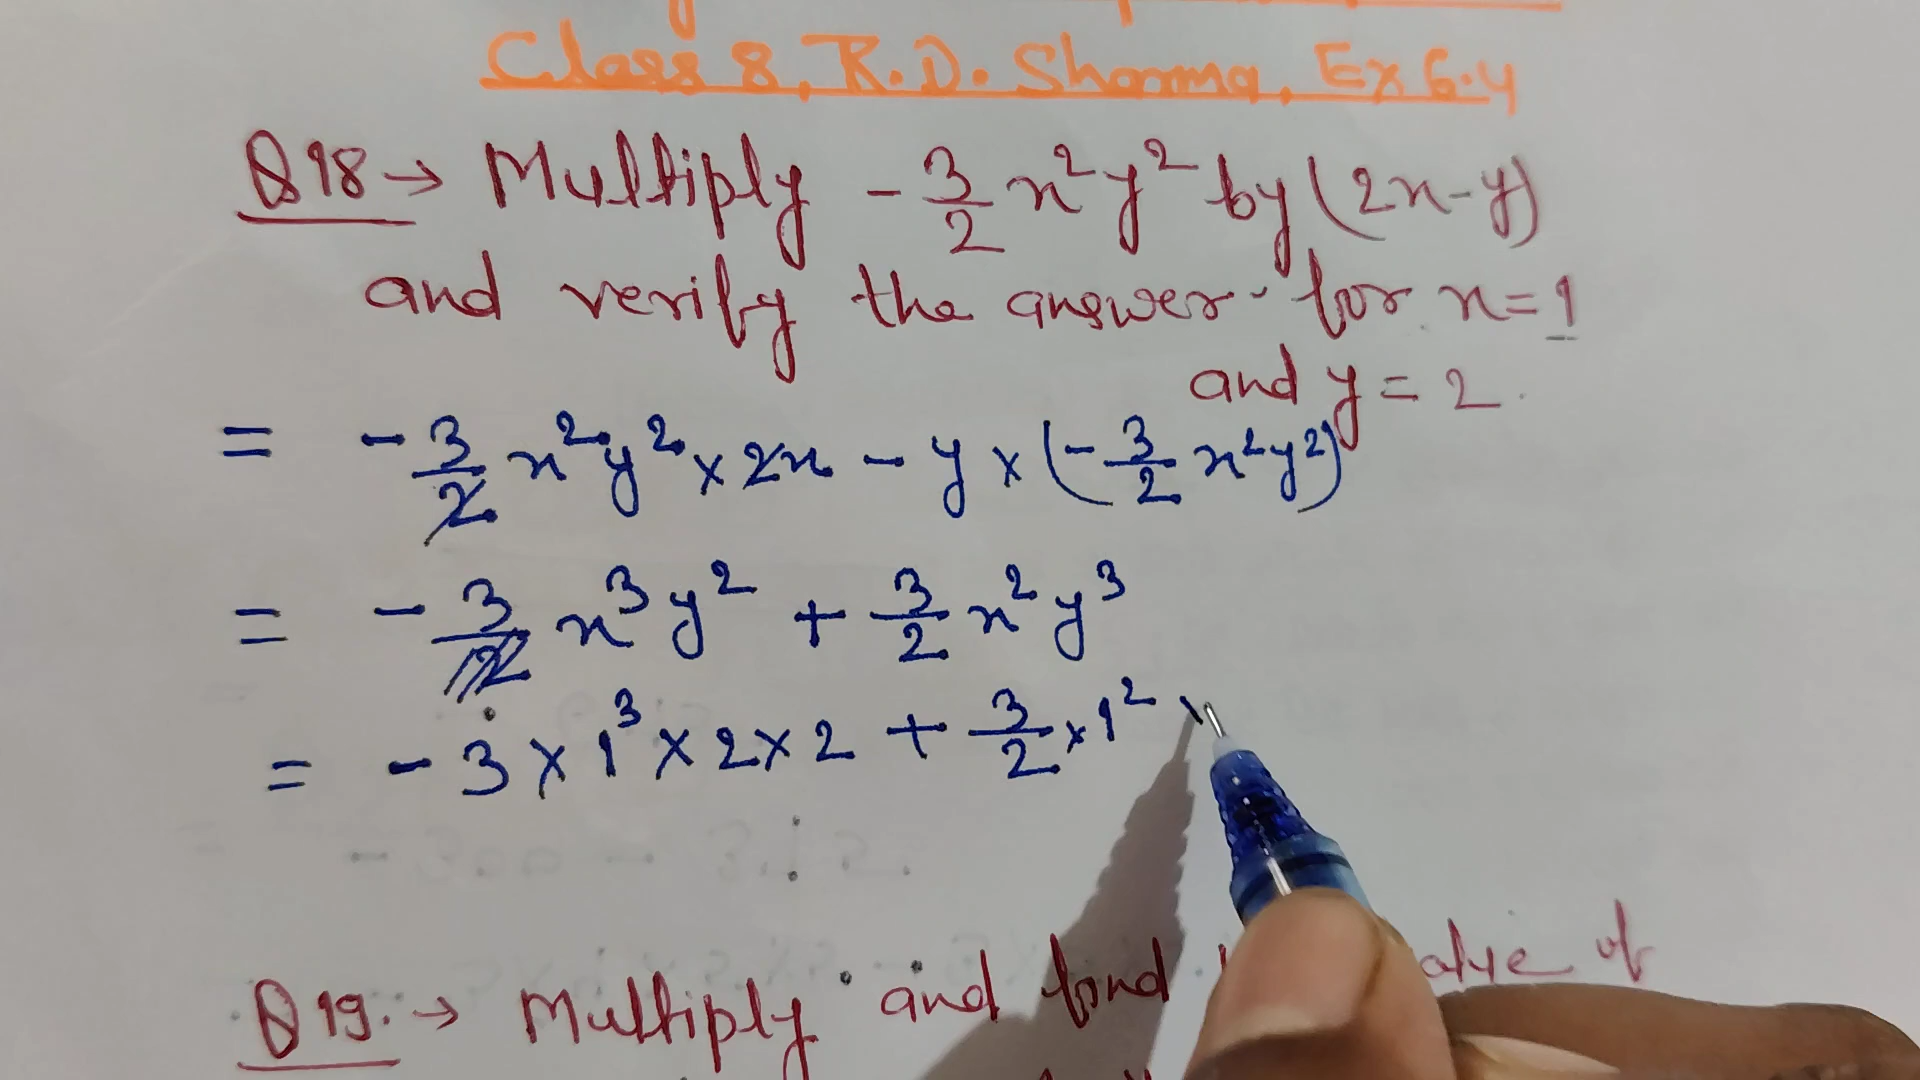 Class 8, R.D. Sharma, Ex 6.4
Q18 → Multiply -3/2 x²y² by (2x-y)
and verify the answer for x=1
and y = 2.
= -3/2 x²y² × 2x - y × (-3/2 x²y²)
= -3 x³y² + 3/2 x²y³
= -3 × 1³ × 2 × 2 + 3/2 × 1²
Q19. → Multiply and find of